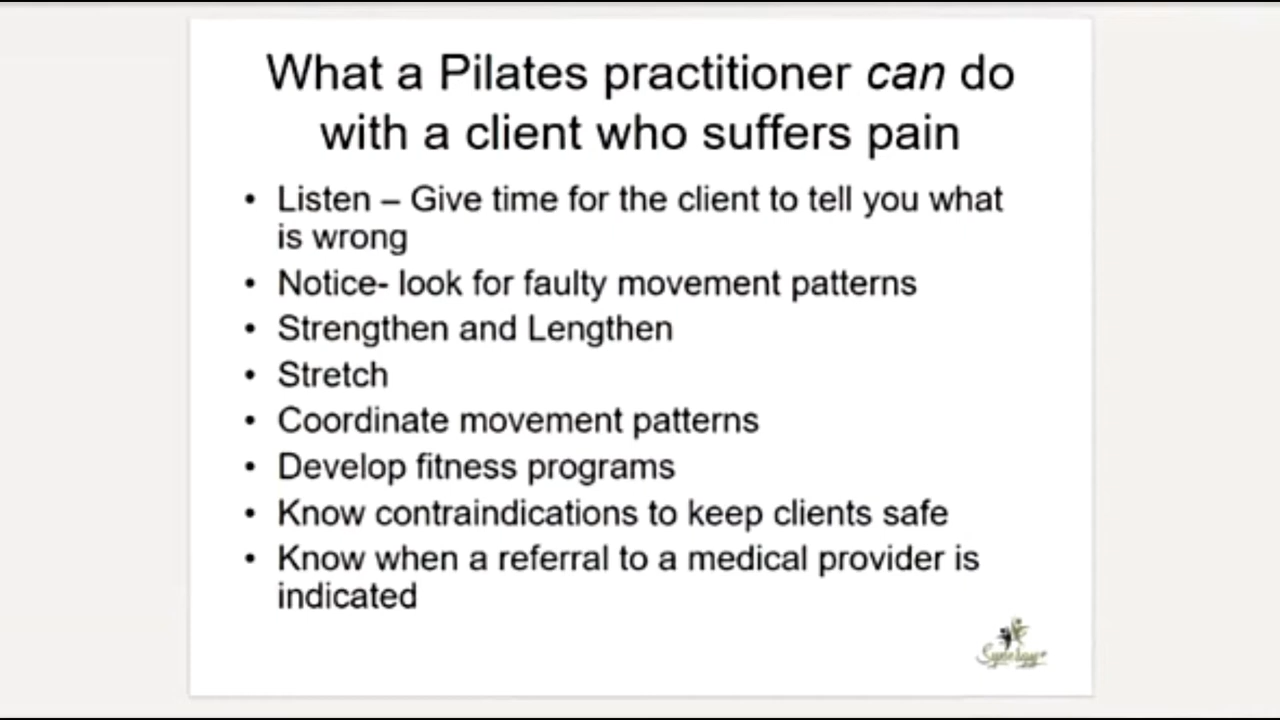 What a Pilates practitioner can do
with a client who suffers pain
• Listen – Give time for the client to tell you what
is wrong
• Notice- look for faulty movement patterns
• Strengthen and Lengthen
• Stretch
• Coordinate movement patterns
• Develop fitness programs
• Know contraindications to keep clients safe
• Know when a referral to a medical provider is
indicated